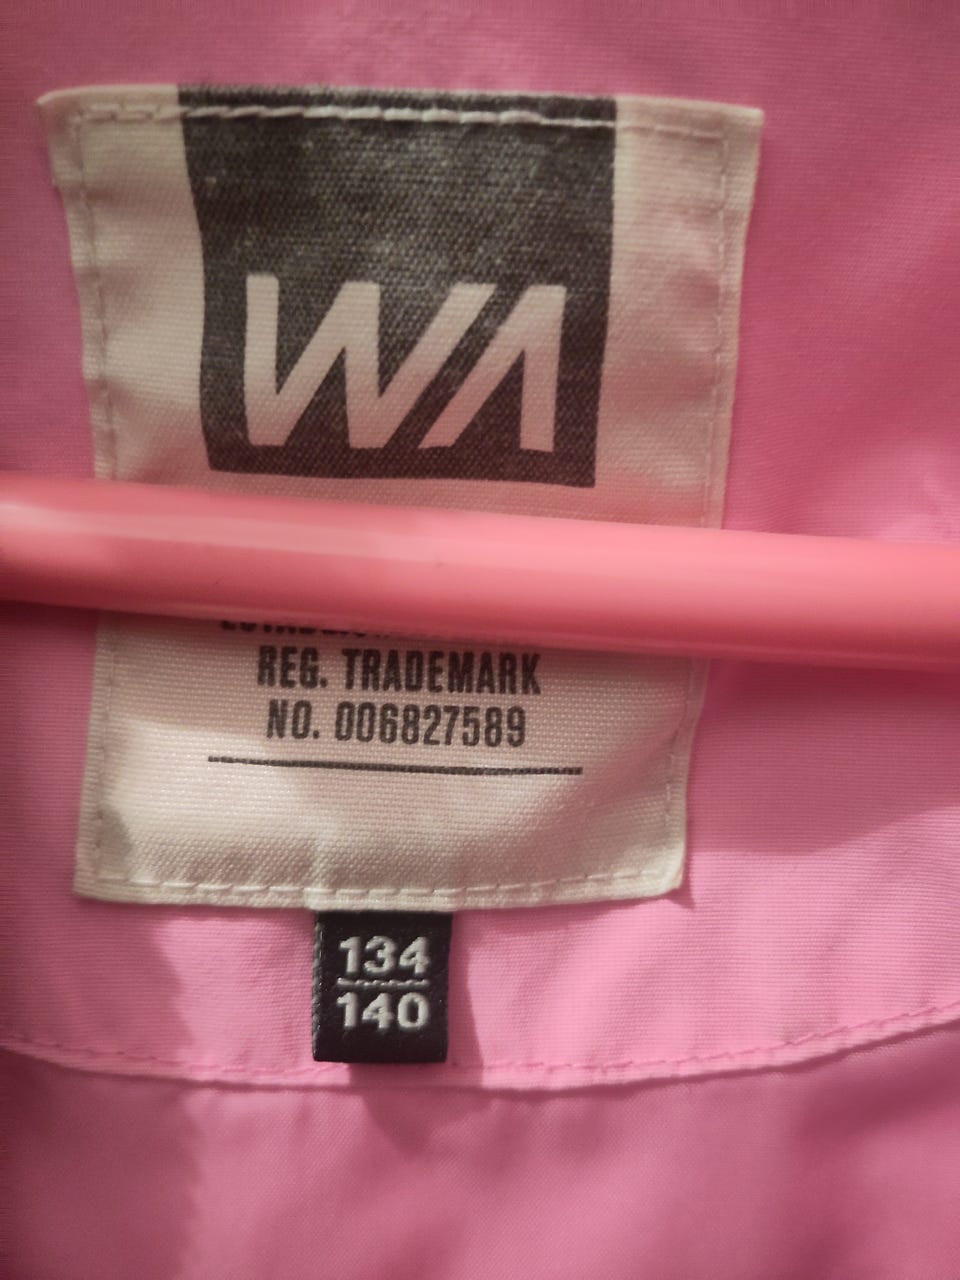 WA
REG. TRADEMARK
NO. 006827589
134
140